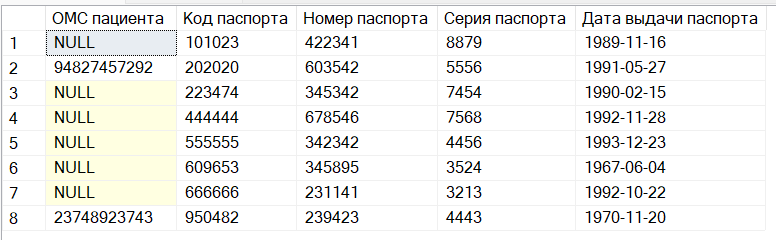 ОМС пациента Код паспорта Номер паспорта Серия паспорта Дата выдачи паспорта
1 NULL 101023 422341 8879 1989-11-16
2 94827457292 202020 603542 5556 1991-05-27
3 NULL 223474 345342 7454 1990-02-15
4 NULL 444444 678546 7568 1992-11-28
5 NULL 555555 342342 4456 1993-12-23
6 NULL 609653 345895 3524 1967-06-04
7 NULL 666666 231141 3213 1992-10-22
8 23748923743 950482 239423 4443 1970-11-20